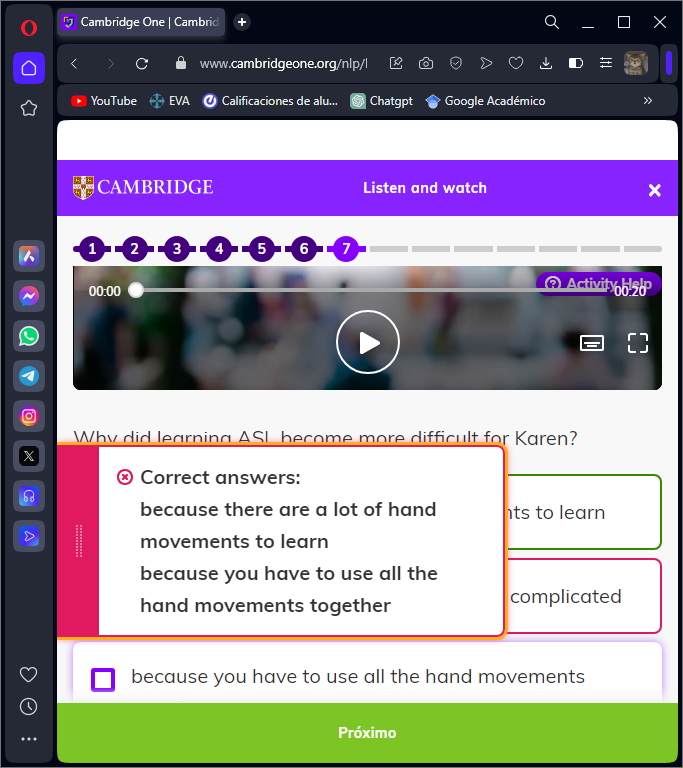 Cambridge One | Cambrid
www.cambridgeone.org/nlp/l
YouTube
EVA
Calificaciones de alu...
Chatgpt
Google Académico
CAMBRIDGE
Listen and watch
1 2 3 4 5 6 7
Activity Help
00:00
00:20
Why did learning ASL become more difficult for Karen?
Correct answers:
because there are a lot of hand
movements to learn
because you have to use all the
hand movements together
to learn
complicated
because you have to use all the hand movements
Próximo